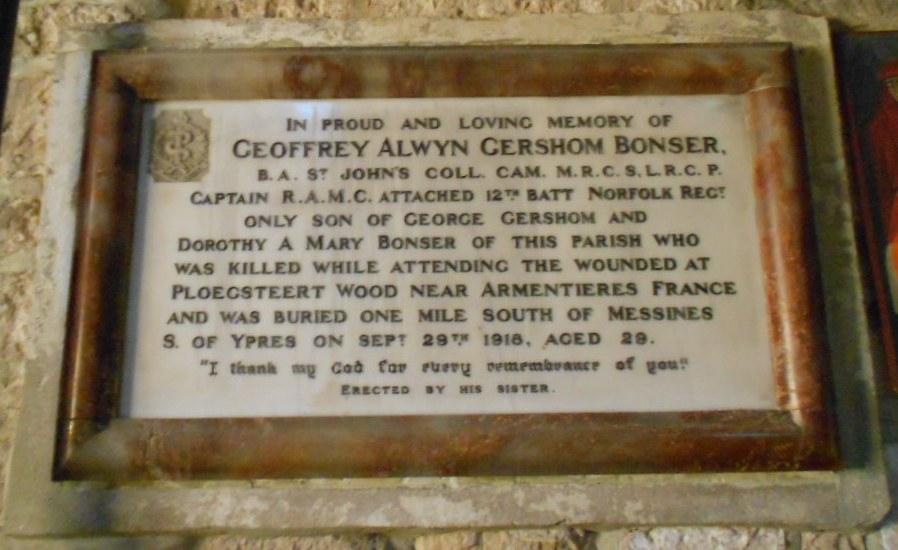 IN PROUD AND LOVING MEMORY OF
GEOFFREY ALWYN GERSHOM BONSER,
B.A. ST JOHN'S COLL. CAM. M.R.C.S, L.R.C.P.
CAPTAIN R.A.M.C. ATTACHED 12TH BATT NORFOLK REGT
ONLY SON OF GEORGE GERSHOM AND
DOROTHY A MARY BONSER OF THIS PARISH WHO
WAS KILLED WHILE ATTENDING THE WOUNDED AT
PLOEGSTEERT WOOD NEAR ARMENTIERES FRANCE
AND WAS BURIED ONE MILE SOUTH OF MESSINES
S. OF YPRES ON SEPT 29TH 1918, AGED 29.
"I thank my God for every remembrance of you."
ERECTED BY HIS SISTER.